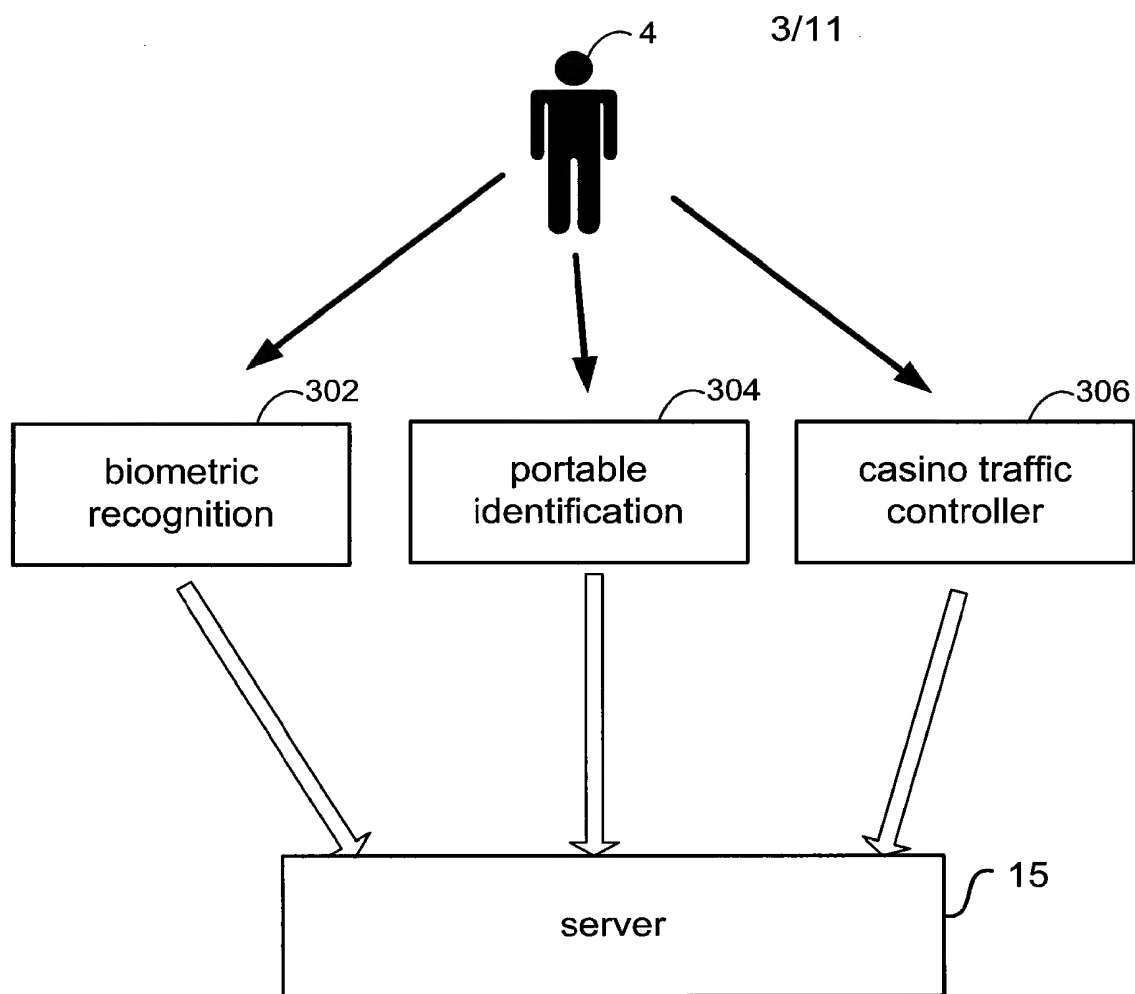 4
3/11
302
304
306
biometric
recognition
portable
identification
casino traffic
controller
15
server